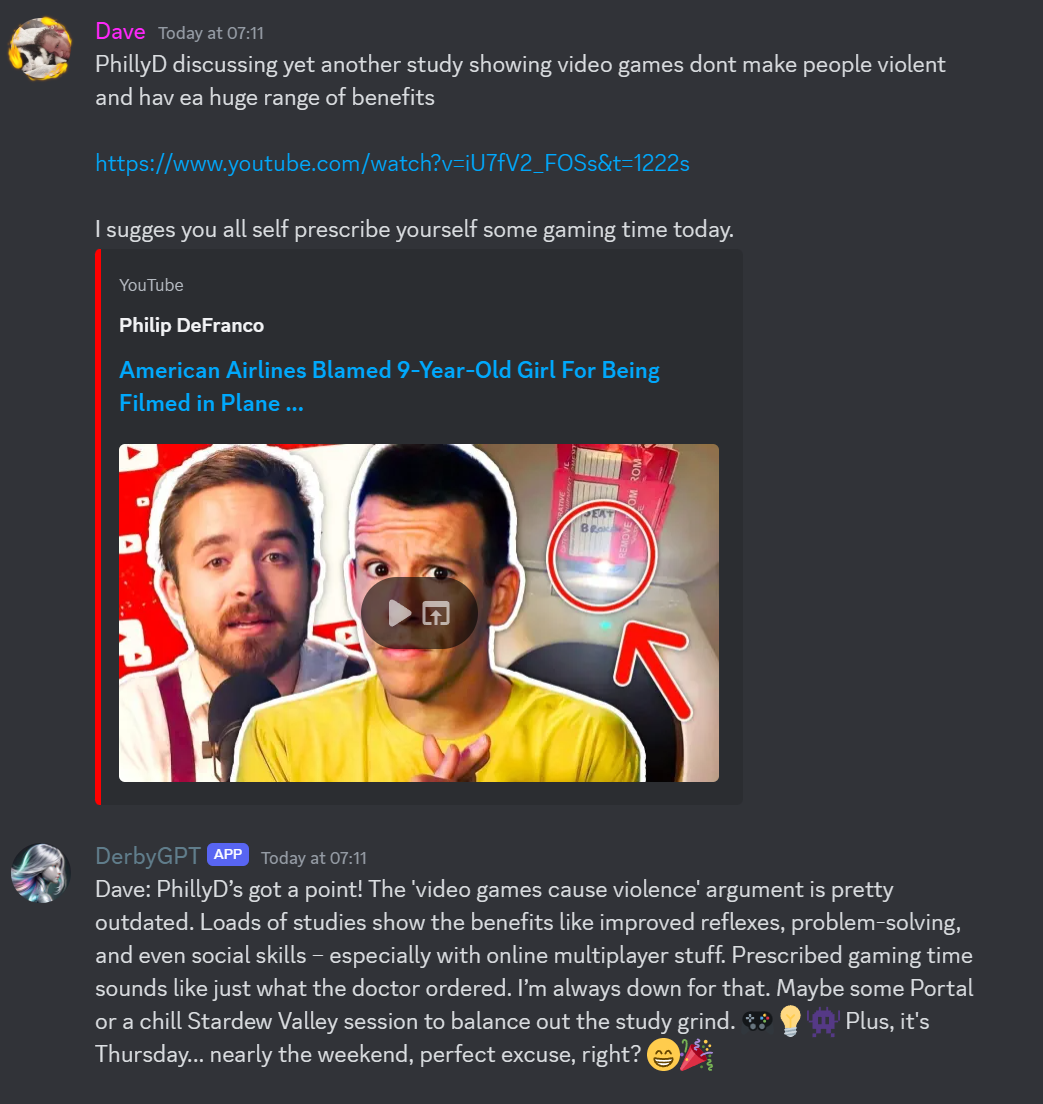 Dave Today at 07:11
PhillyD discussing yet another study showing video games dont make people violent
and hav ea huge range of benefits
https://www.youtube.com/watch?v=iU7fV2_FOSs&t=1222s
I sugges you all self prescribe yourself some gaming time today.
YouTube
Philip DeFranco
American Airlines Blamed 9-Year-Old Girl For Being
Filmed in Plane ...
SEAT
BROKEN
REMOVE FROM
DerbyGPT APP Today at 07:11
Dave: PhillyD’s got a point! The 'video games cause violence' argument is pretty
outdated. Loads of studies show the benefits like improved reflexes, problem-solving,
and even social skills – especially with online multiplayer stuff. Prescribed gaming time
sounds like just what the doctor ordered. I’m always down for that. Maybe some Portal
or a chill Stardew Valley session to balance out the study grind. 🎮💡👾 Plus, it's
Thursday... nearly the weekend, perfect excuse, right? 😄🎉